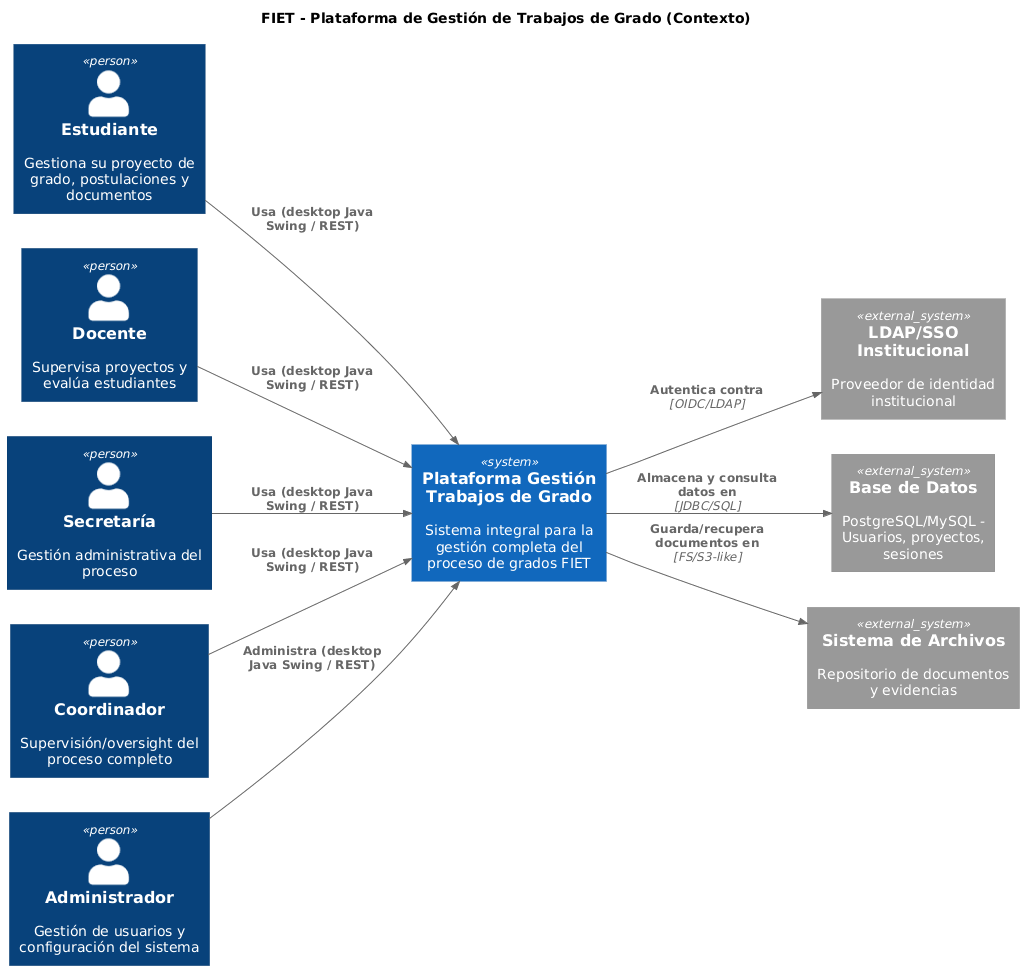 FIET - Plataforma de Gestión de Trabajos de Grado (Contexto)
«person»
Estudiante
Gestiona su proyecto de
grado, postulaciones y
documentos
Usa (desktop Java
Swing / REST)
«person»
Docente
Supervisa proyectos y
evalúa estudiantes
Usa (desktop Java
Swing / REST)
«person»
Secretaría
Gestión administrativa del
proceso
Usa (desktop Java
Swing / REST)
«person»
Coordinador
Supervisión/oversight del
proceso completo
Usa (desktop Java
Swing / REST)
«person»
Administrador
Gestión de usuarios y
configuración del sistema
Administra (desktop
Java Swing / REST)
«system»
Plataforma Gestión
Trabajos de Grado
Sistema integral para la
gestión completa del
proceso de grados FIET
Autentica contra
[OIDC/LDAP]
Almacena y consulta
datos en
[JDBC/SQL]
Guarda/recupera
documentos en
[FS/S3-like]
«external_system»
LDAP/SSO
Institucional
Proveedor de identidad
institucional
«external_system»
Base de Datos
PostgreSQL/MySQL -
Usuarios, proyectos,
sesiones
«external_system»
Sistema de Archivos
Repositorio de documentos
y evidencias